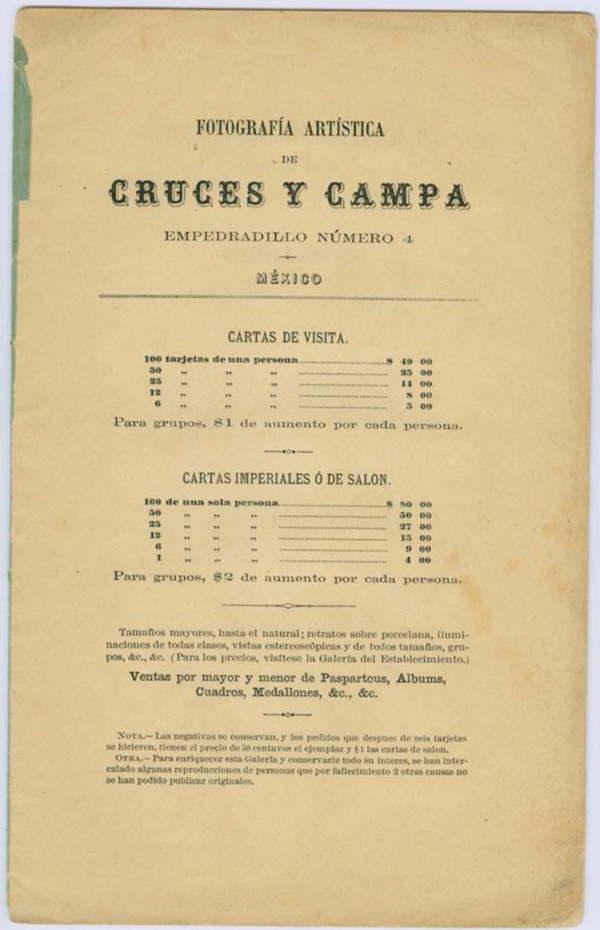 FOTOGRAFÍA ARTÍSTICA
DE
CRUCES Y CAMPA
EMPEDRADILLO NÚMERO 4
MÉXICO
CARTAS DE VISITA.
100 tarjetas de una persona........................$ 40 00
50 „ „ „ ........................ 25 00
25 „ „ „ ........................ 14 00
12 „ „ „ ........................ 8 00
6 „ „ „ ........................ 5 00
Para grupos, $1 de aumento por cada persona.
CARTAS IMPERIALES Ó DE SALON.
100 de una sola persona........................$ 80 00
50 „ „ „ ........................ 50 00
25 „ „ „ ........................ 27 00
12 „ „ „ ........................ 15 00
6 „ „ „ ........................ 9 00
1 „ „ „ ........................ 4 00
Para grupos, $2 de aumento por cada persona.
Tamaños mayores, hasta el natural; retratos sobre porcelana, ilumi-
naciones de todas clases, vistas estereoscópicas y de todos tamaños, gru-
pos, &c., &c. (Para los precios, visítese la Galería del Establecimiento.)
Ventas por mayor y menor de Paspartous, Albums,
Cuadros, Medallones, &c., &c.
NOTA.—Las negativas se conservan, y los pedidos que despues de seis tarjetas
se hicieren, tienen el precio de 50 centavos el ejemplar y $1 las cartas de salon.
OTRA.—Para enriquecer esta Galería y conservarle todo su interes, se han inter-
calado algunas reproducciones de personas que por fallecimiento ú otras causas no
se han podido publicar originales.